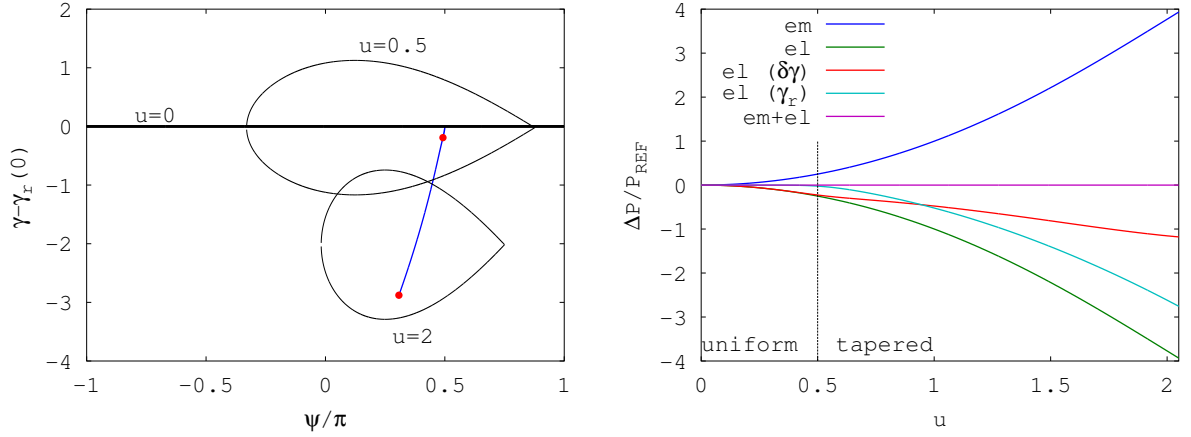 2
1
0
−1
−2
−3
−4
γ−γr(0)
u=0.5
u=0
u=2
−1
−0.5
0
0.5
1
ψ/π
4
3
2
1
0
−1
−2
−3
−4
ΔP/PREF
em
el
el (δγ)
el (γr)
em+el
uniform
tapered
0
0.5
1
1.5
2
u